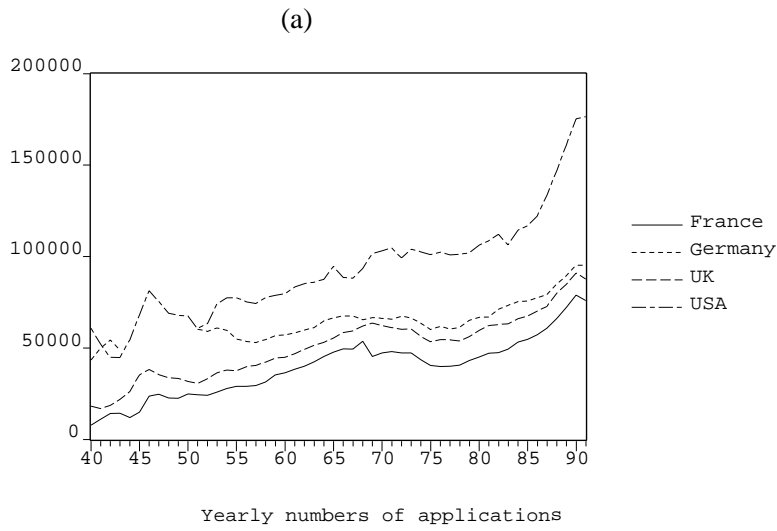 (a)
200000
150000
100000
50000
0
40 45 50 55 60 65 70 75 80 85 90
France
Germany
UK
USA
Yearly numbers of applications